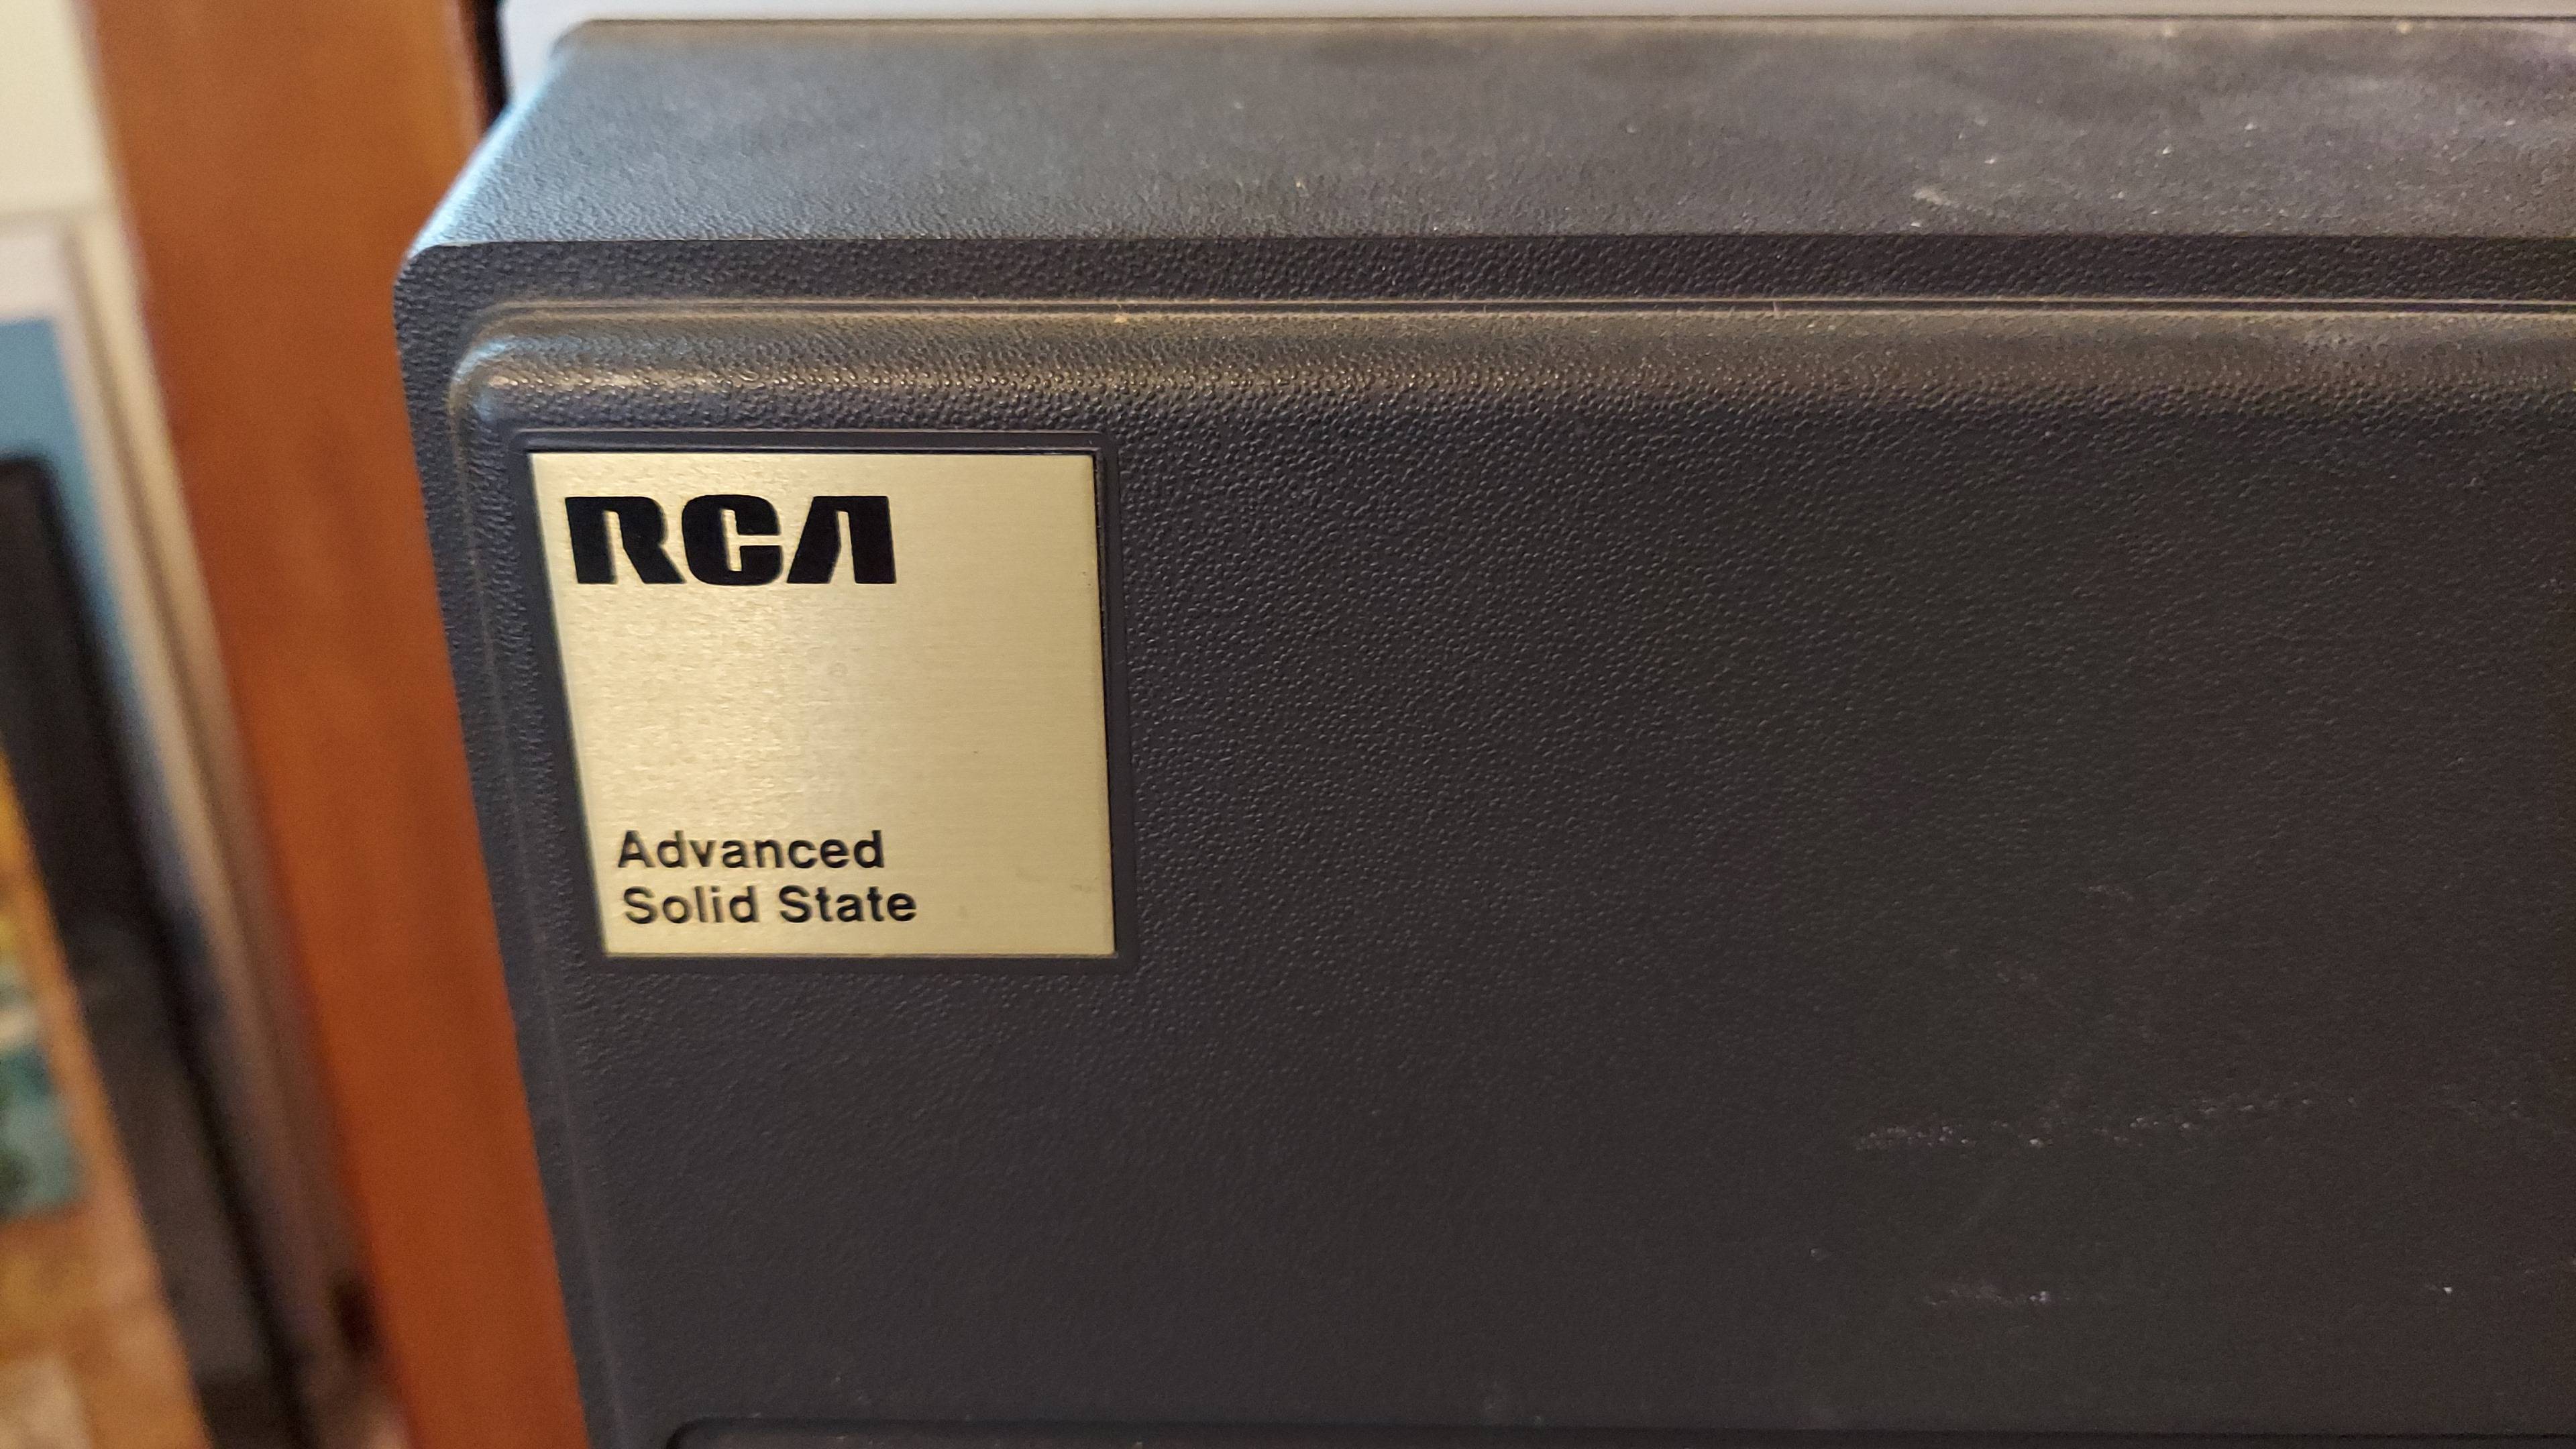 RCA
Advanced
Solid State